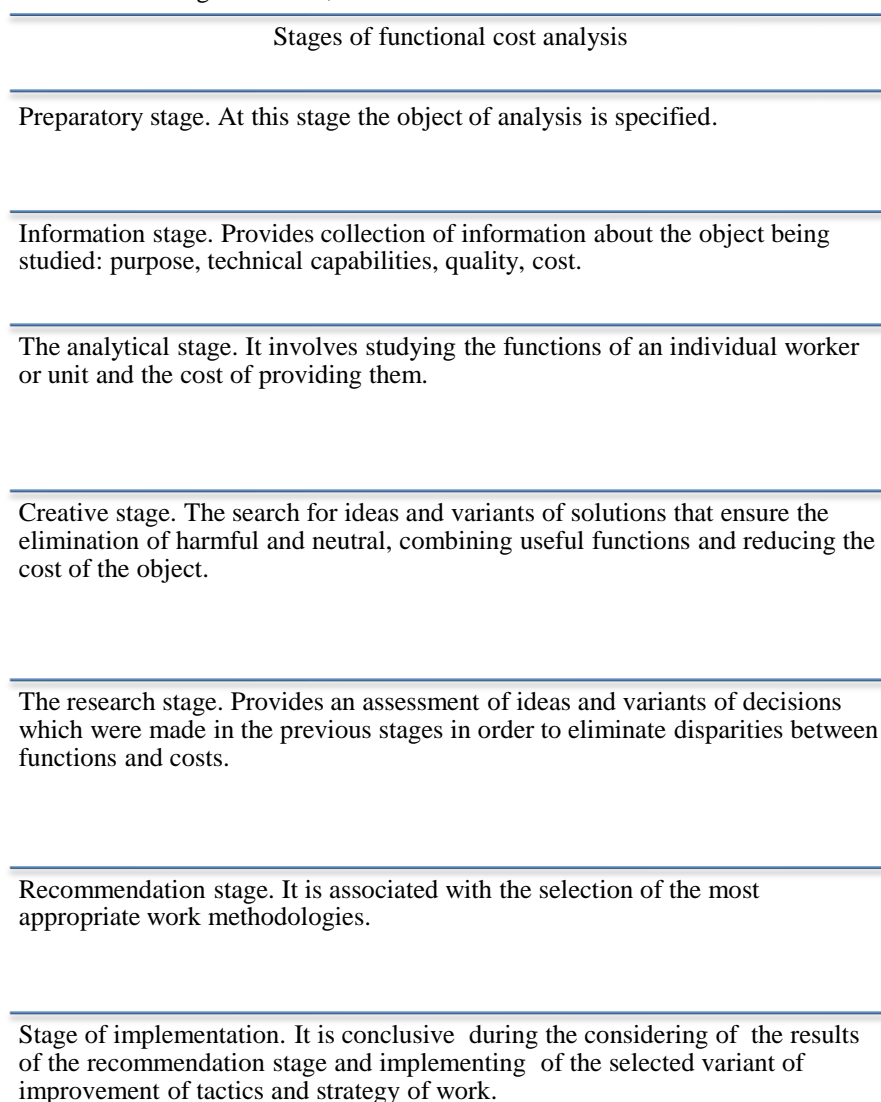 Stages of functional cost analysis
Preparatory stage. At this stage the object of analysis is specified.
Information stage. Provides collection of information about the object being
studied: purpose, technical capabilities, quality, cost.
The analytical stage. It involves studying the functions of an individual worker
or unit and the cost of providing them.
Creative stage. The search for ideas and variants of solutions that ensure the
elimination of harmful and neutral, combining useful functions and reducing the
cost of the object.
The research stage. Provides an assessment of ideas and variants of decisions
which were made in the previous stages in order to eliminate disparities between
functions and costs.
Recommendation stage. It is associated with the selection of the most
appropriate work methodologies.
Stage of implementation. It is conclusive during the considering of the results
of the recommendation stage and implementing of the selected variant of
improvement of tactics and strategy of work.